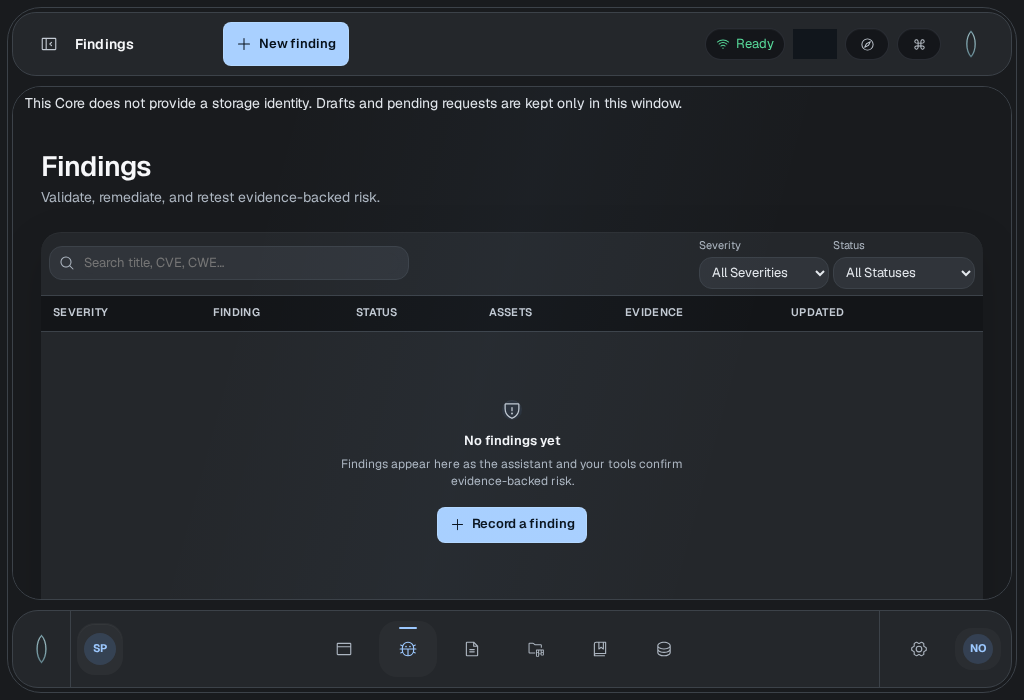 Findings
New finding
Ready
This Core does not provide a storage identity. Drafts and pending requests are kept only in this window.
Findings
Validate, remediate, and retest evidence-backed risk.
Severity
Status
Search title, CVE, CWE...
All Severities
All Statuses
SEVERITY FINDING STATUS ASSETS EVIDENCE UPDATED
No findings yet
Findings appear here as the assistant and your tools confirm
evidence-backed risk.
Record a finding
SP
NO